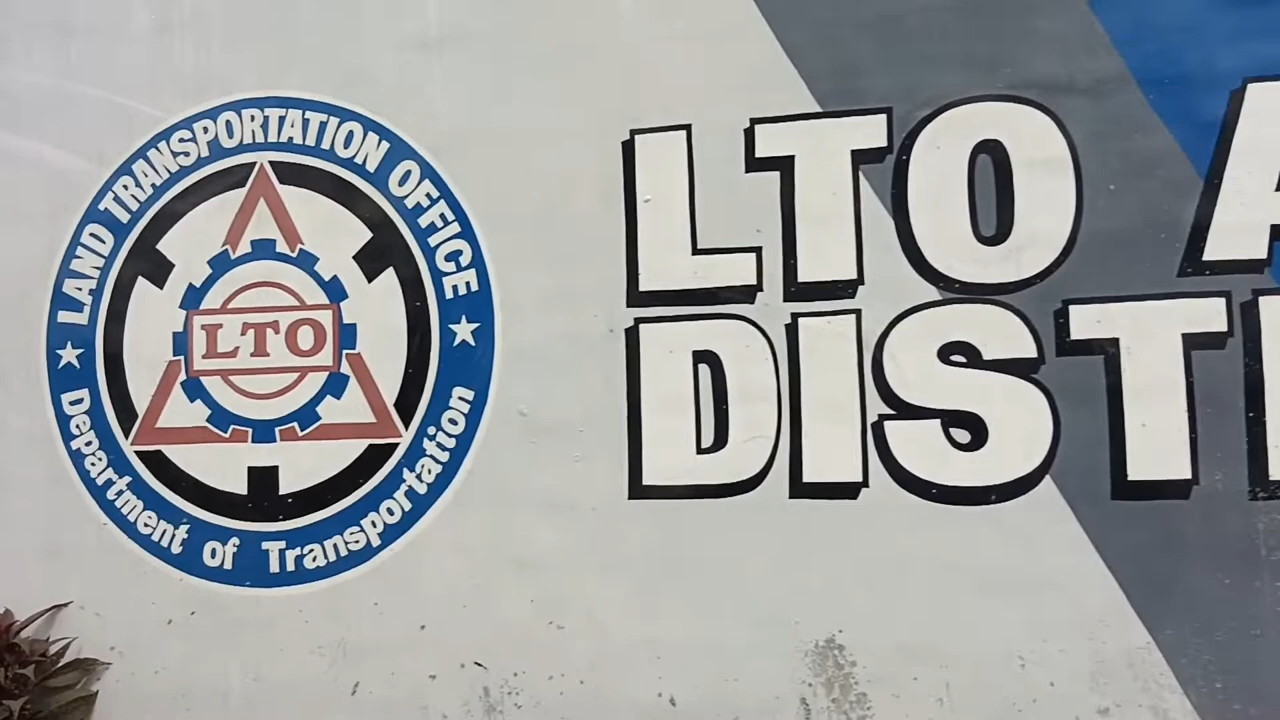 LAND TRANSPORTATION OFFICE
LTO
Department of Transportation
LTO A
DIST